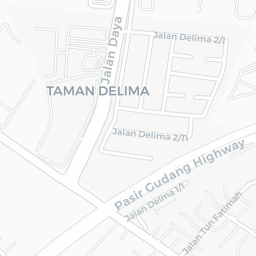 Jalan Daya
Jalan Delima 2/1
TAMAN DELIMA
Jalan Delima 2/11
Pasir Gudang Highway
Jalan Delima 1/1
Jalan Tun Fatimah